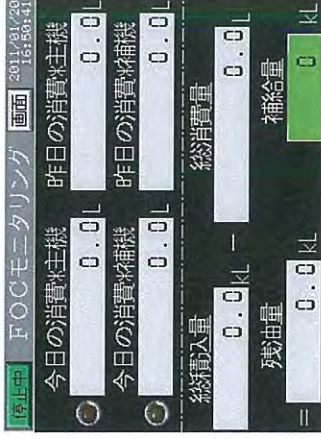 停止中 FOCモニタリング 画面 2011/01/20
16:50:41
今日の消費*主機 昨日の消費*主機
0.0 L 0.0 L
今日の消費*補機 昨日の消費*補機
0.0 L 0.0 L
総積込量 総消費量
0.0 kL － 0.0 kL
残油量 補給量
＝ 0.0 kL 0 kL